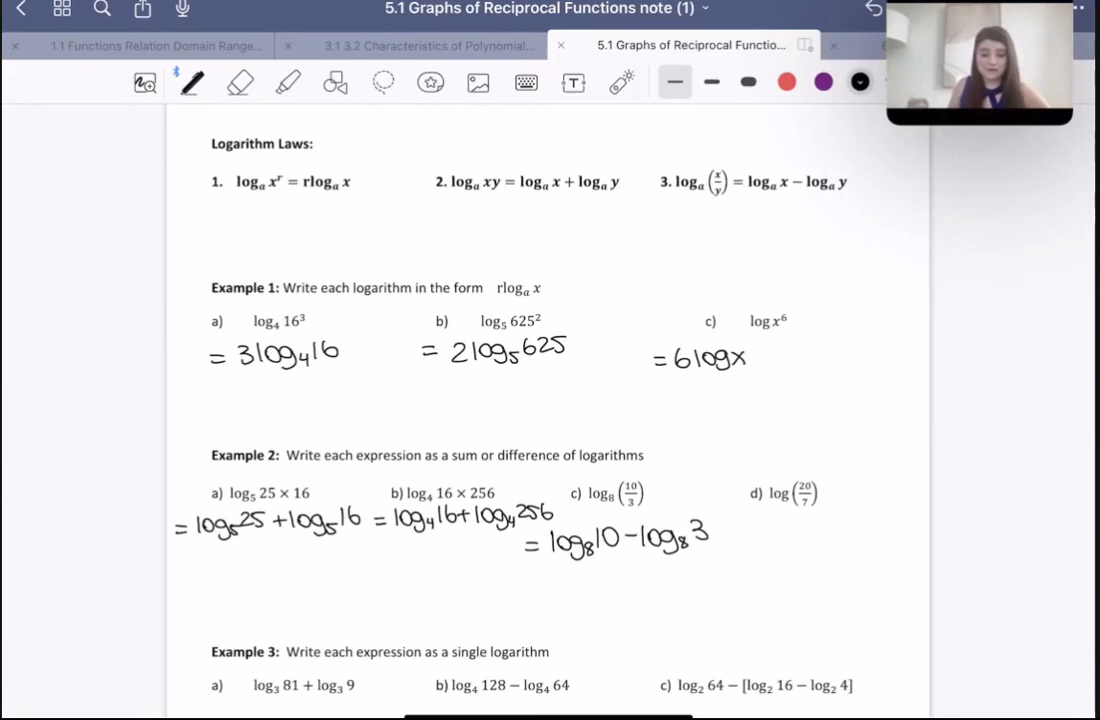 5.1 Graphs of Reciprocal Functions note (1)
1.1 Functions Relation Domain Range...
3.1 3.2 Characteristics of Polynomial...
5.1 Graphs of Reciprocal Functio...
Logarithm Laws:
1. logₐ xʳ = rlogₐ x 2. logₐ xy = logₐ x + logₐ y 3. logₐ (x/y) = logₐ x − logₐ y
Example 1: Write each logarithm in the form rlogₐ x
a) log₄ 16³ b) log₅ 625² c) log x⁶
= 3log₄16 = 2log₅625 = 6logx
Example 2: Write each expression as a sum or difference of logarithms
a) log₅ 25 × 16 b) log₄ 16 × 256 c) log₈ (10/3) d) log (20/7)
= log₅25 + log₅16 = log₄16 + log₄256
= log₈10 − log₈3
Example 3: Write each expression as a single logarithm
a) log₃ 81 + log₃ 9 b) log₄ 128 − log₄ 64 c) log₂ 64 − [log₂ 16 − log₂ 4]